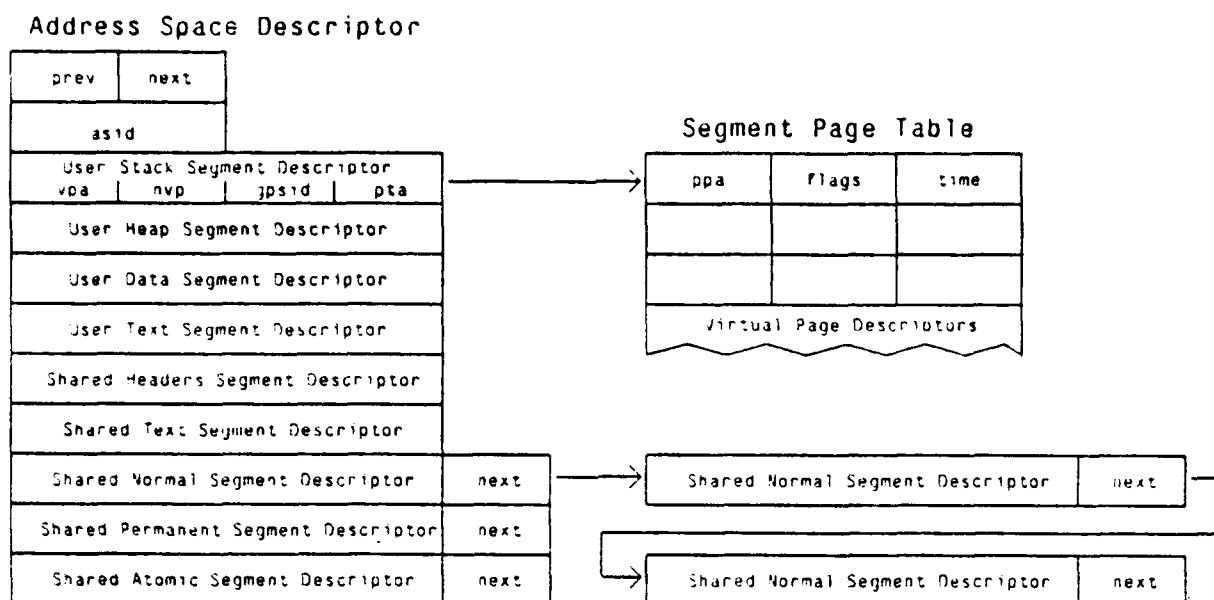 Address Space Descriptor
prev next
asid
User Stack Segment Descriptor
vpa nvp gpsid pta
User Heap Segment Descriptor
User Data Segment Descriptor
User Text Segment Descriptor
Shared Headers Segment Descriptor
Shared Text Segment Descriptor
Shared Normal Segment Descriptor next
Shared Permanent Segment Descriptor next
Shared Atomic Segment Descriptor next
Segment Page Table
ppa flags time
Virtual Page Descriptors
Shared Normal Segment Descriptor next
Shared Normal Segment Descriptor next